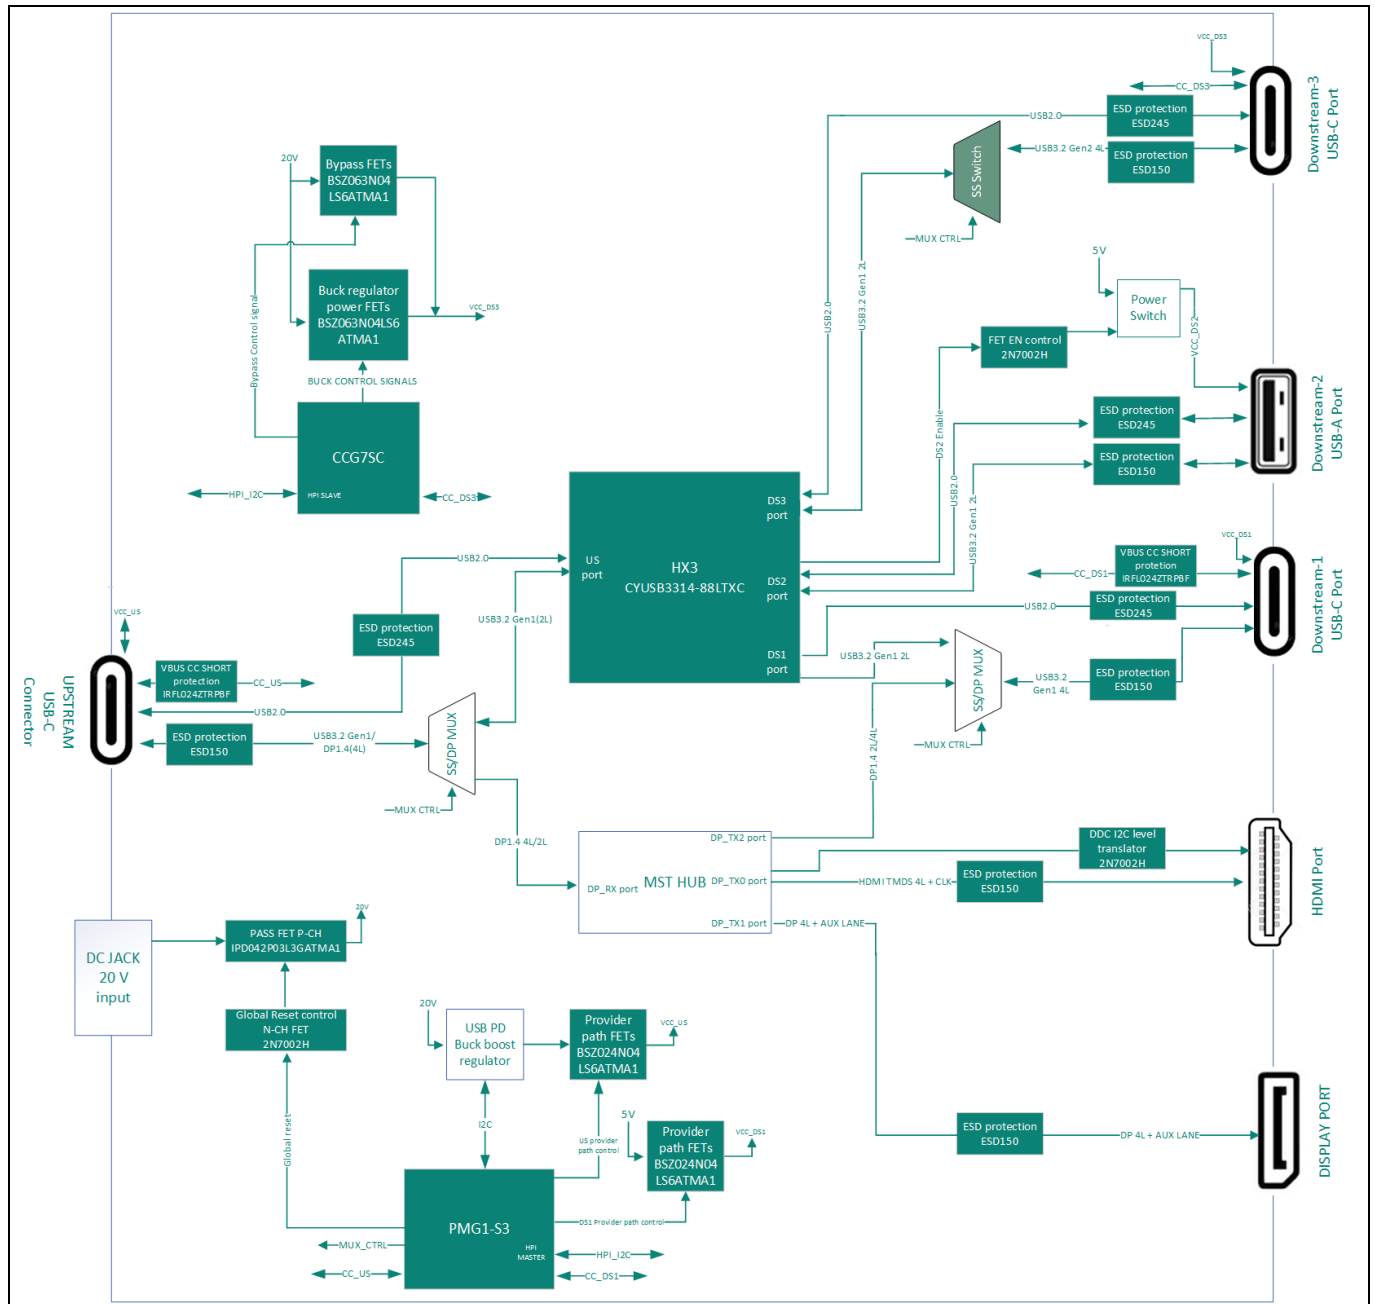 VCC_DS3
CC_DS3
ESD protection
ESD245
USB2.0
USB3.2 Gen2 4L
ESD protection
ESD150
Downstream-3
USB-C Port
SS Switch
MUX CTRL
USB2.0
USB3.2 Gen1 2L
20V
Bypass FETs
BSZ063N04
LS6ATMA1
Buck regulator
power FETs
BSZ063N04LS6
ATMA1
VCC_DS3
Bypass Control signal
BUCK CONTROL SIGNALS
CCG7SC
HPI SLAVE
HPI_I2C
CC_DS3
5V
Power
Switch
FET EN control
2N7002H
VCC_DS2
DS2 Enable
ESD protection
ESD245
ESD protection
ESD150
USB2.0
USB3.2 Gen1 2L
Downstream-2
USB-A Port
HX3
CYUSB3314-88LTXC
US
port
DS3
port
DS2
port
DS1
port
USB2.0
USB3.2 Gen1(2L)
ESD protection
ESD245
VCC_US
VBUS CC SHORT
protection
IRFL024ZTRPBF
CC_US
USB2.0
ESD protection
ESD150
USB3.2 Gen1/
DP1.4(4L)
UPSTREAM
USB-C
Connector
SS/DP MUX
MUX CTRL
DP1.4 4L/2L
VCC_DS1
VBUS CC SHORT
protetion
IRFL024ZTRPBF
CC_DS1
USB2.0
ESD protection
ESD245
USB3.2 Gen1 2L
SS/DP MUX
USB3.2
Gen1 4L
ESD protection
ESD150
Downstream-1
USB-C Port
MUX CTRL
DP1.4 2L/4L
MST HUB
DP_RX port
DP_TX2 port
DP_TX0 port
DP_TX1 port
DDC I2C level
translator
2N7002H
HDMI TMDS 4L + CLK
ESD protection
ESD150
HDMI Port
DP 4L + AUX LANE
ESD protection
ESD150
DP 4L + AUX LANE
DISPLAY PORT
DC JACK
20 V
input
PASS FET P-CH
IPD042P03L3GATMA1
20V
Global Reset control
N-CH FET
2N7002H
Global reset
20V
USB PD
Buck boost
regulator
Provider
path FETs
BSZ024N04
LS6ATMA1
VCC_US
I2C
US provider
path control
5V
Provider
path FETs
BSZ024N04
LS6ATMA1
VCC_DS1
DS1 Provider path control
PMG1-S3
HPI
MASTER
MUX_CTRL
CC_US
HPI_I2C
CC_DS1